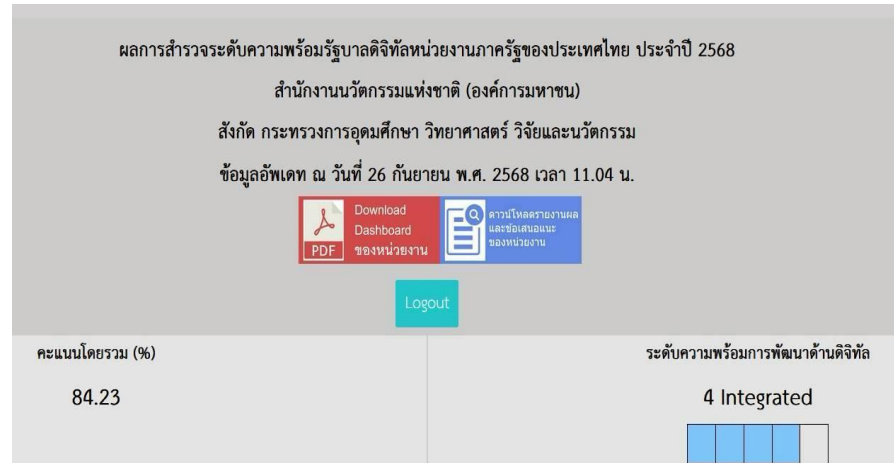 ผลการสำรวจระดับความพร้อมรัฐบาลดิจิทัลหน่วยงานภาครัฐของประเทศไทย ประจำปี 2568
สำนักงานนวัตกรรมแห่งชาติ (องค์การมหาชน)
สังกัด กระทรวงการอุดมศึกษา วิทยาศาสตร์ วิจัยและนวัตกรรม
ข้อมูลอัพเดท ณ วันที่ 26 กันยายน พ.ศ. 2568 เวลา 11.04 น.
PDF
Download
Dashboard
ของหน่วยงาน
ดาวน์โหลดรายงานผล
และข้อเสนอแนะ
ของหน่วยงาน
Logout
คะแนนโดยรวม (%)
84.23
ระดับความพร้อมการพัฒนาด้านดิจิทัล
4 Integrated